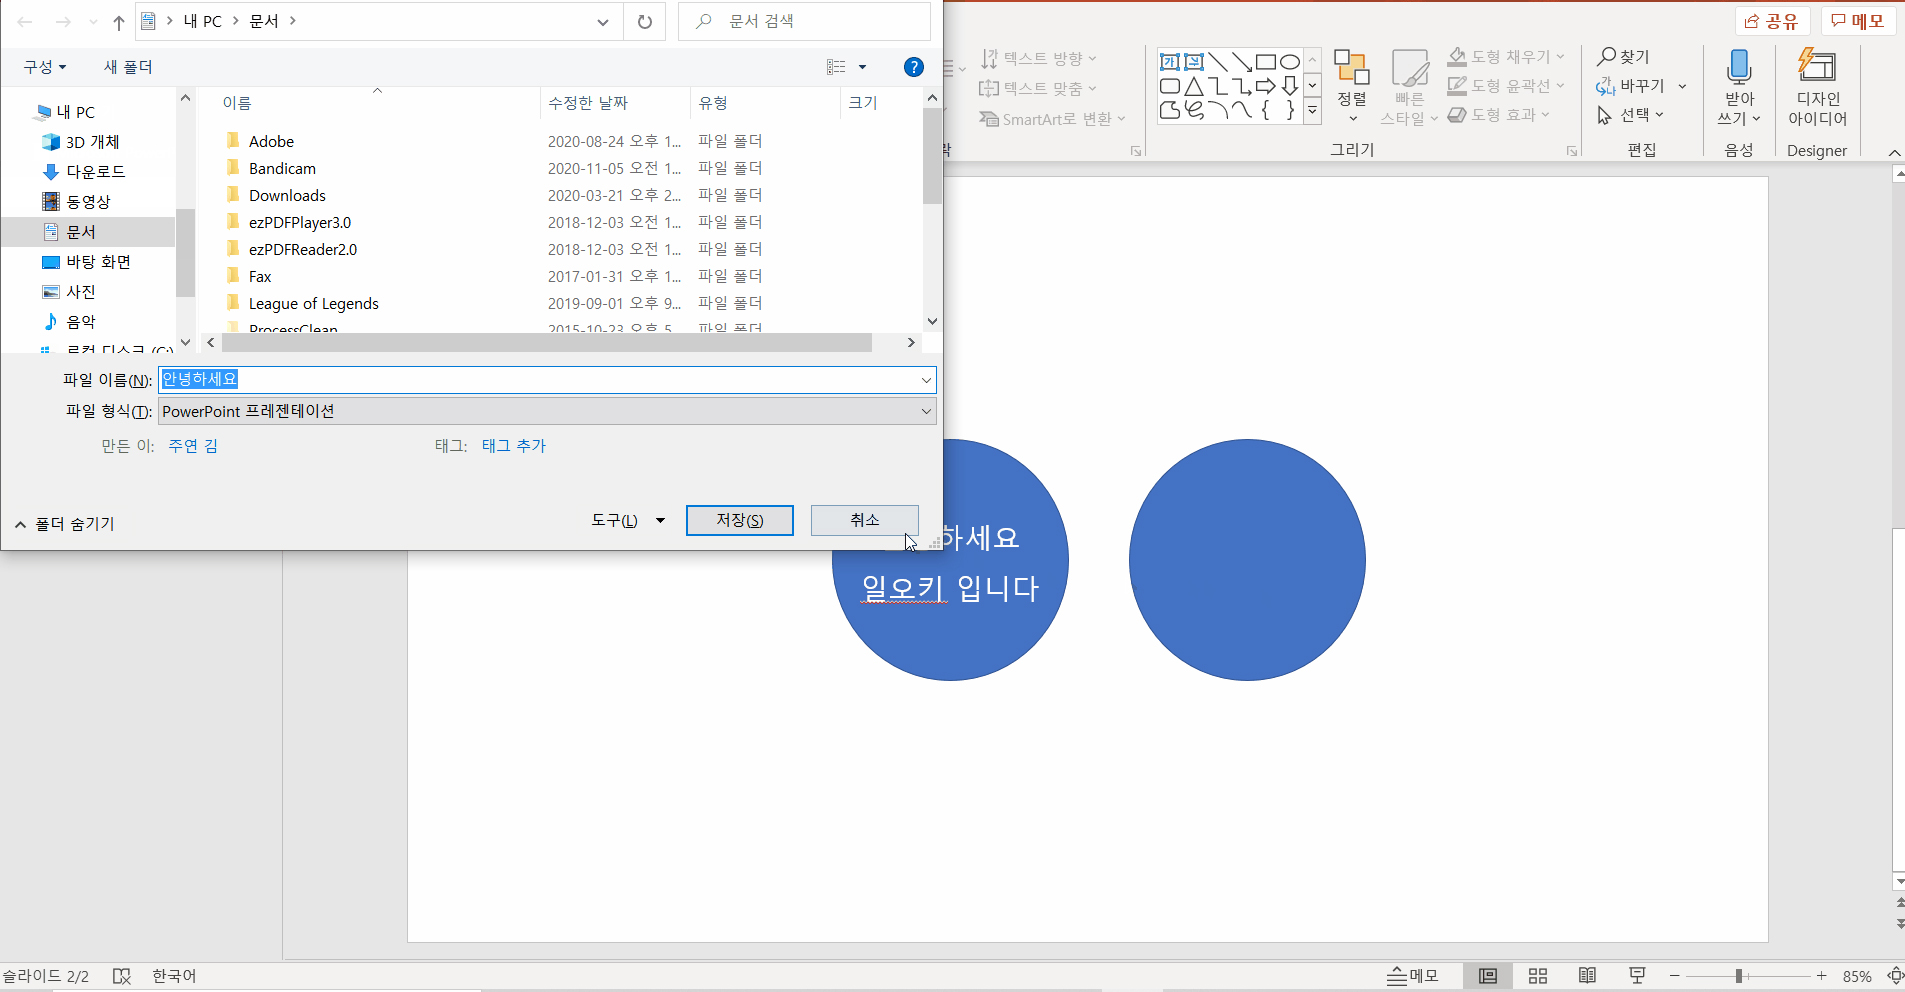 내 PC > 문서 >
문서 검색
공유
메모
구성
새 폴더
?
텍스트 방향
텍스트 맞춤
SmartArt로 변환
가
정렬
빠른
스타일
도형 채우기
도형 윤곽선
도형 효과
그리기
찾기
바꾸기
선택
편집
받아
쓰기
음성
디자인
아이디어
Designer
내 PC
3D 개체
다운로드
동영상
문서
바탕 화면
사진
음악
로컬 디스크 (C:)
이름 수정한 날짜 유형 크기
Adobe 2020-08-24 오후 1... 파일 폴더
Bandicam 2020-11-05 오전 1... 파일 폴더
Downloads 2020-03-21 오후 2... 파일 폴더
ezPDFPlayer3.0 2018-12-03 오전 1... 파일 폴더
ezPDFReader2.0 2018-12-03 오전 1... 파일 폴더
Fax 2017-01-31 오후 1... 파일 폴더
League of Legends 2019-09-01 오후 9... 파일 폴더
ProcessClean 2015-10-23 오후 5... 파일 폴더
파일 이름(N): 안녕하세요
파일 형식(T): PowerPoint 프레젠테이션
만든 이: 주연 김 태그: 태그 추가
폴더 숨기기
도구(L)
저장(S)
취소
하세요
일오키 입니다
슬라이드 2/2
한국어
메모
85%